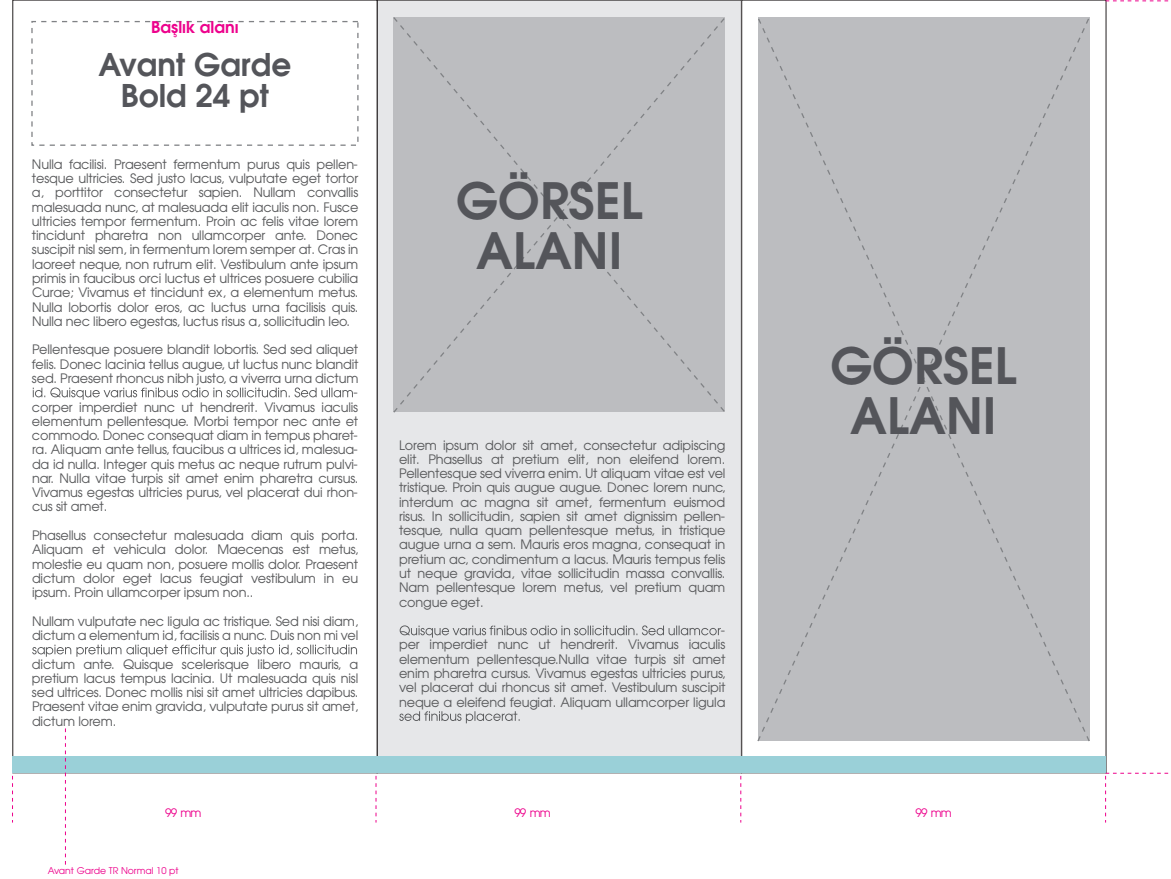 Başlık alanı
Avant Garde
Bold 24 pt
Nulla facilisi. Praesent fermentum purus quis pellen-
tesque ultricies. Sed justo lacus, vulputate eget tortor
a, porttitor consectetur sapien. Nullam convallis
malesuada nunc, at malesuada elit iaculis non. Fusce
ultricies tempor fermentum. Proin ac felis vitae lorem
tincidunt pharetra non ullamcorper ante. Donec
suscipit nisl sem, in fermentum lorem semper at. Cras in
laoreet neque, non rutrum elit. Vestibulum ante ipsum
primis in faucibus orci luctus et ultrices posuere cubilia
Curae; Vivamus et tincidunt ex, a elementum metus.
Nulla lobortis dolor eros, ac luctus urna facilisis quis.
Nulla nec libero egestas, luctus risus a, sollicitudin leo.
Pellentesque posuere blandit lobortis. Sed sed aliquet
felis. Donec lacinia tellus augue, ut luctus nunc blandit
sed. Praesent rhoncus nibh justo, a viverra urna dictum
id. Quisque varius finibus odio in sollicitudin. Sed ullam-
corper imperdiet nunc ut hendrerit. Vivamus iaculis
elementum pellentesque. Morbi tempor nec ante et
commodo. Donec consequat diam in tempus pharet-
ra. Aliquam ante tellus, faucibus a ultrices id, malesua-
da id nulla. Integer quis metus ac neque rutrum pulvi-
nar. Nulla vitae turpis sit amet enim pharetra cursus.
Vivamus egestas ultricies purus, vel placerat dui rhon-
cus sit amet.
Phasellus consectetur malesuada diam quis porta.
Aliquam et vehicula dolor. Maecenas est metus,
molestie eu quam non, posuere mollis dolor. Praesent
dictum dolor eget lacus feugiat vestibulum in eu
ipsum. Proin ullamcorper ipsum non..
Nullam vulputate nec ligula ac tristique. Sed nisi diam,
dictum a elementum id, facilisis a nunc. Duis non mi vel
sapien pretium aliquet efficitur quis justo id, sollicitudin
dictum ante. Quisque scelerisque libero mauris, a
pretium lacus tempus lacinia. Ut malesuada quis nisl
sed ultrices. Donec mollis nisi sit amet ultricies dapibus.
Praesent vitae enim gravida, vulputate purus sit amet,
dictum lorem.
GÖRSEL
ALANI
Lorem ipsum dolor sit amet, consectetur adipiscing
elit. Phasellus at pretium elit, non eleifend lorem.
Pellentesque sed viverra enim. Ut aliquam vitae est vel
tristique. Proin quis augue augue. Donec lorem nunc,
interdum ac magna sit amet, fermentum euismod
risus. In sollicitudin, sapien sit amet dignissim pellen-
tesque, nulla quam pellentesque metus, in tristique
augue urna a sem. Mauris eros magna, consequat in
pretium ac, condimentum a lacus. Mauris tempus felis
ut neque gravida, vitae sollicitudin massa convallis.
Nam pellentesque lorem metus, vel pretium quam
congue eget.
Quisque varius finibus odio in sollicitudin. Sed ullamcor-
per imperdiet nunc ut hendrerit. Vivamus iaculis
elementum pellentesque.Nulla vitae turpis sit amet
enim pharetra cursus. Vivamus egestas ultricies purus,
vel placerat dui rhoncus sit amet. Vestibulum suscipit
neque a eleifend feugiat. Aliquam ullamcorper ligula
sed finibus placerat.
GÖRSEL
ALANI
99 mm
99 mm
99 mm
Avant Garde TR Normal 10 pt